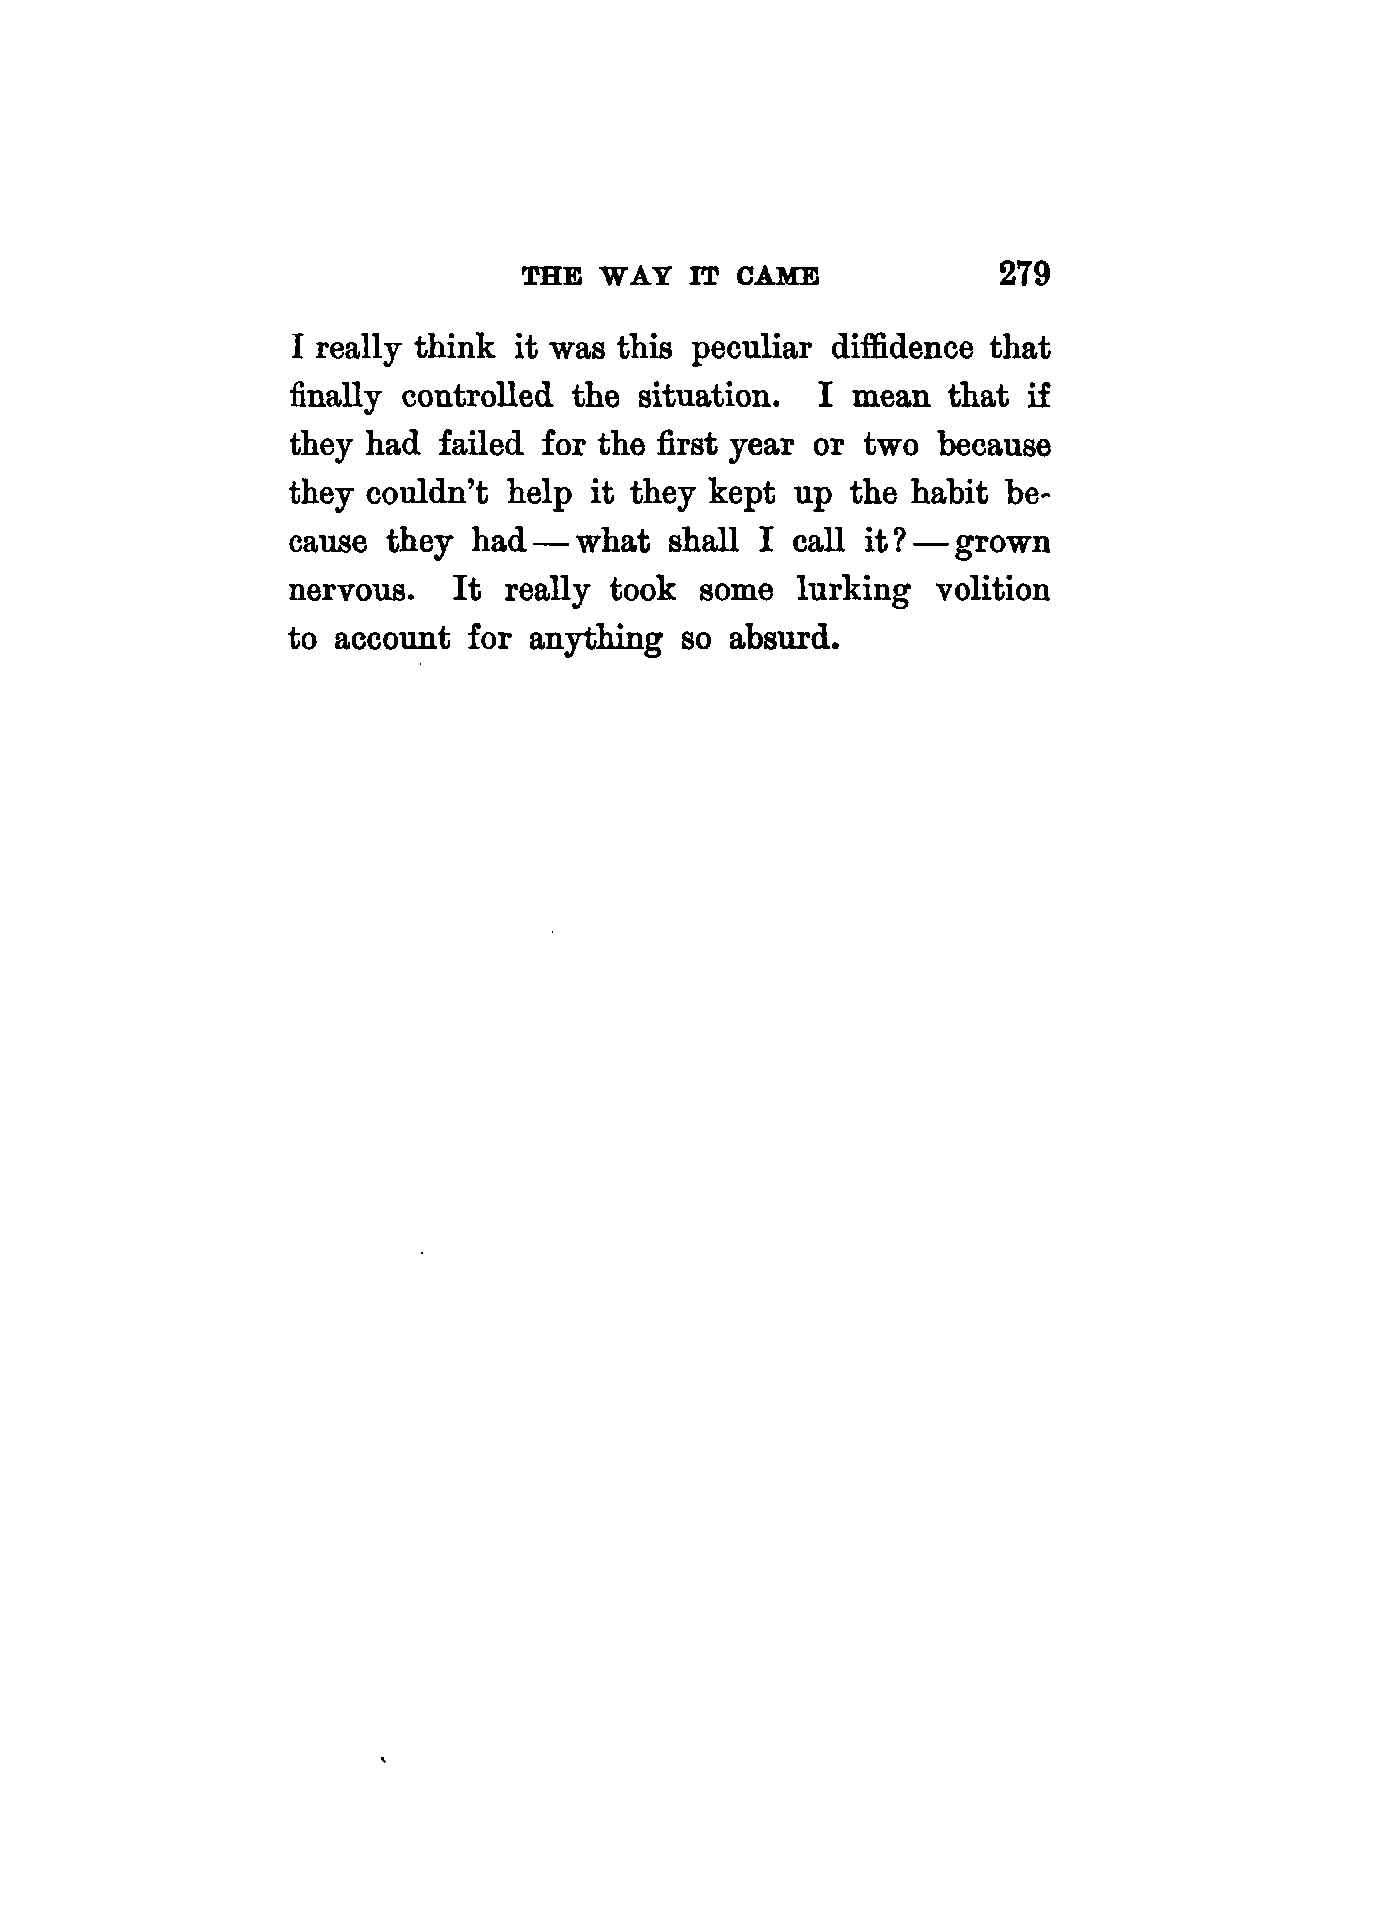 THE WAY IT CAME 279
I really think it was this peculiar diffidence that
finally controlled the situation. I mean that if
they had failed for the first year or two because
they couldn't help it they kept up the habit be-
cause they had—what shall I call it?—grown
nervous. It really took some lurking volition
to account for anything so absurd.